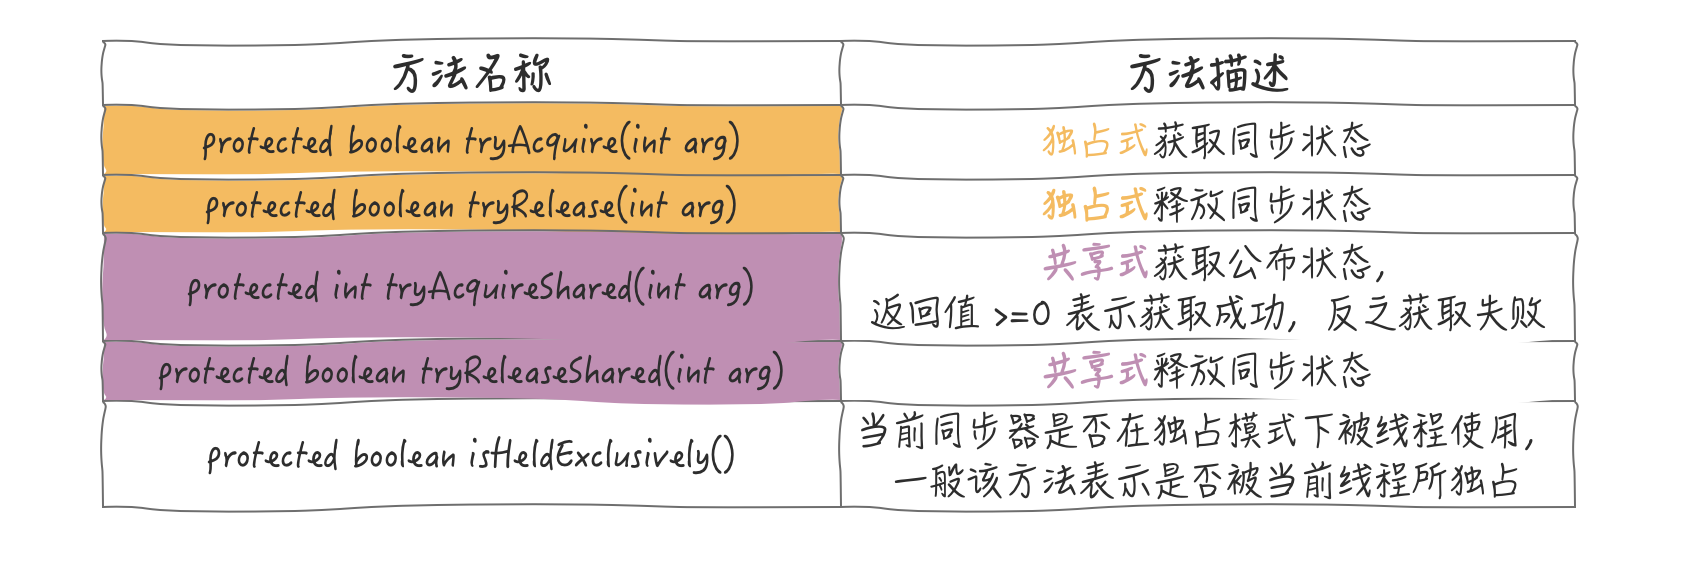 方法名称
方法描述
protected boolean tryAcquire(int arg)
独占式获取同步状态
protected boolean tryRelease(int arg)
独占式释放同步状态
protected int tryAcquireShared(int arg)
共享式获取公布状态，
返回值 >=0 表示获取成功，反之获取失败
protected boolean tryReleaseShared(int arg)
共享式释放同步状态
protected boolean isHeldExclusively()
当前同步器是否在独占模式下被线程使用，
一般该方法表示是否被当前线程所独占